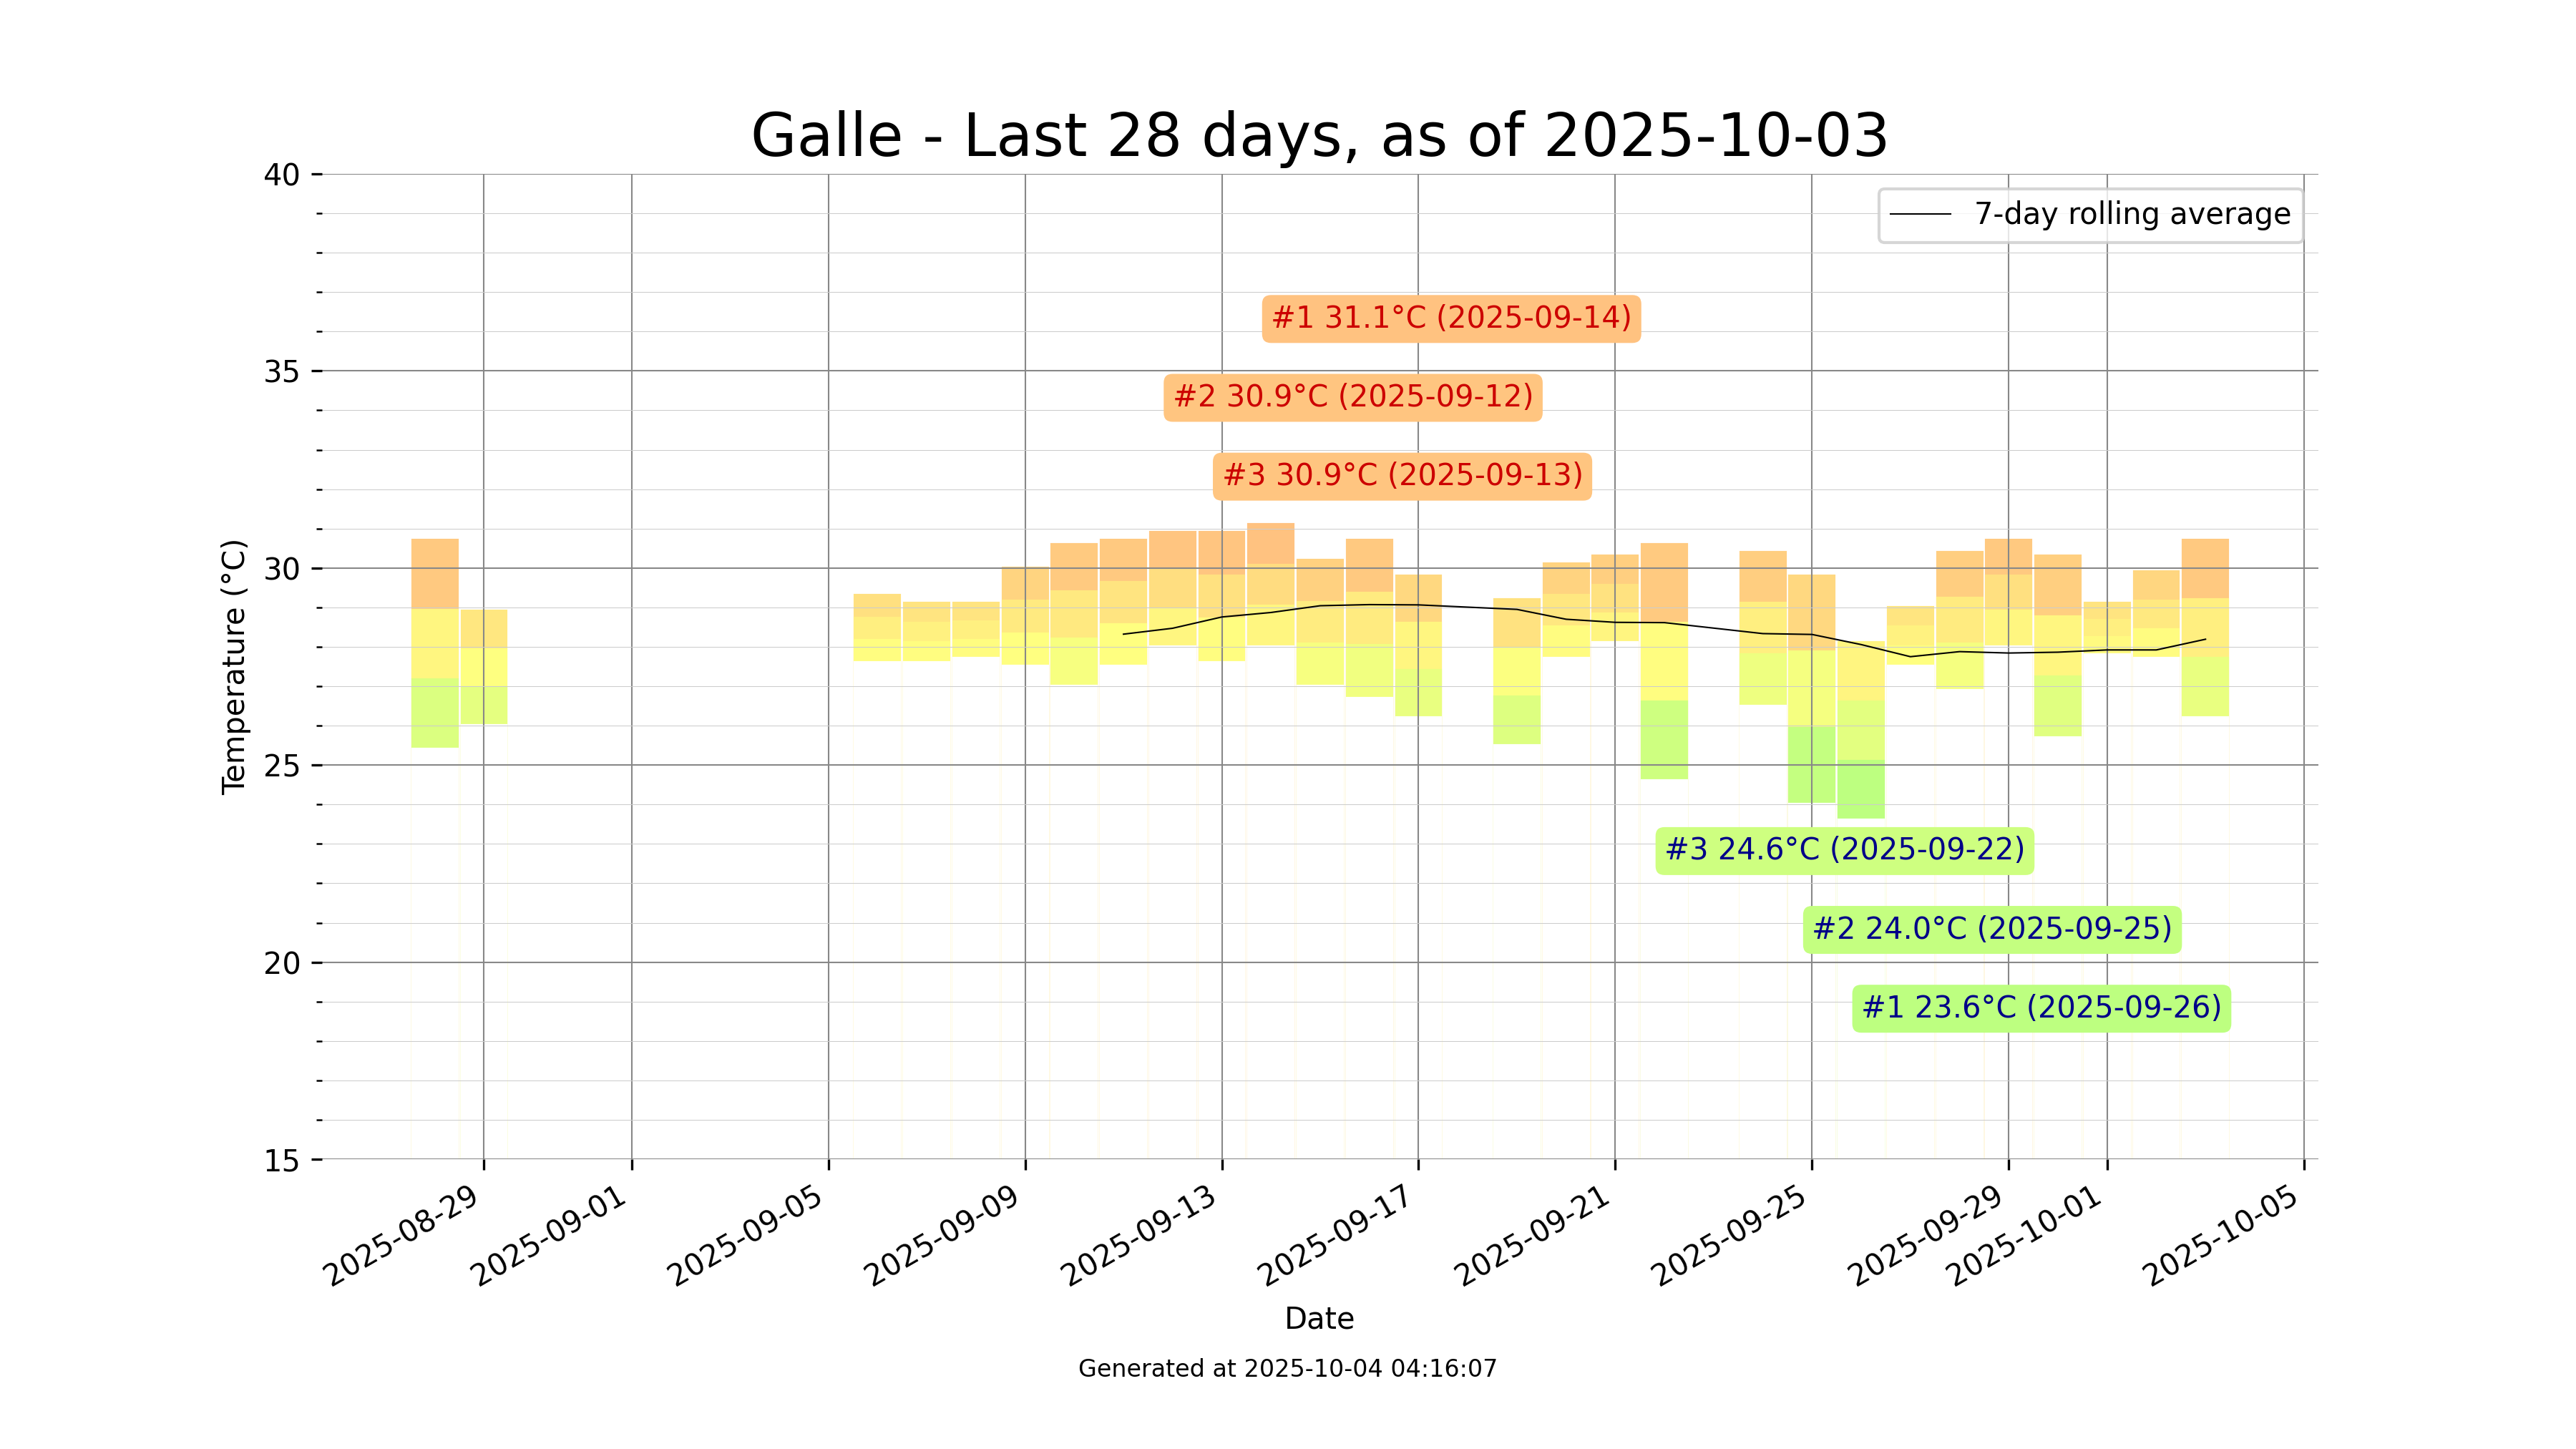 Galle - Last 28 days, as of 2025-10-03
7-day rolling average
40
35
30
25
20
15
Temperature (°C)
#1 31.1°C (2025-09-14)
#2 30.9°C (2025-09-12)
#3 30.9°C (2025-09-13)
#3 24.6°C (2025-09-22)
#2 24.0°C (2025-09-25)
#1 23.6°C (2025-09-26)
2025-08-29
2025-09-01
2025-09-05
2025-09-09
2025-09-13
2025-09-17
2025-09-21
2025-09-25
2025-09-29
2025-10-01
2025-10-05
Date
Generated at 2025-10-04 04:16:07